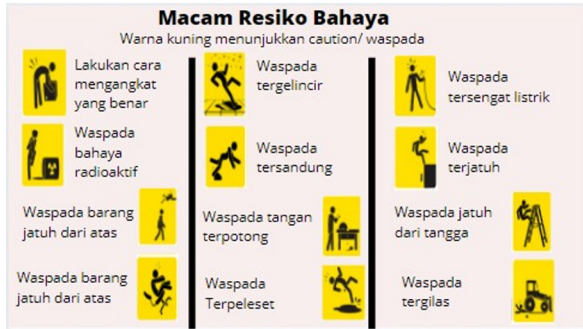 Macam Resiko Bahaya
Warna kuning menunjukkan caution/ waspada
Lakukan cara
mengangkat
yang benar
Waspada
bahaya
radioaktif
Waspada barang
jatuh dari atas
Waspada barang
jatuh dari atas
Waspada
tergelincir
Waspada
tersandung
Waspada tangan
terpotong
Waspada
Terpeleset
Waspada
tersengat listrik
Waspada
terjatuh
Waspada jatuh
dari tangga
Waspada
tergilas